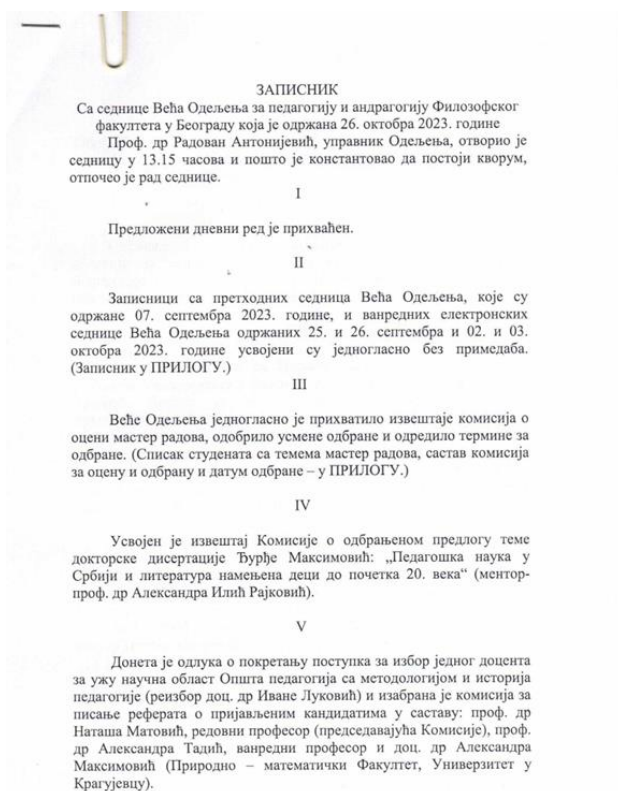 ЗАПИСНИК
Са седнице Већа Одељења за педагогију и андрагогију Филозофског
факултета у Београду која је одржана 26. октобра 2023. године
Проф. др Радован Антонијевић, управник Одељења, отворио је
седницу у 13.15 часова и пошто је константовао да постоји кворум,
отпочео је рад седнице.
I
Предложени дневни ред је прихваћен.
II
Записници са претходних седница Већа Одељења, које су
одржане 07. септембра 2023. године, и ванредних електронских
седнице Већа Одељења одржаних 25. и 26. септембра и 02. и 03.
октобра 2023. године усвојени су једногласно без примедаба.
(Записник у ПРИЛОГУ.)
III
Веће Одељења једногласно је прихватило извештаје комисија о
оцени мастер радова, одобрило усмене одбране и одредило термине за
одбране. (Списак студената са темема мастер радова, састав комисија
за оцену и одбрану и датум одбране – у ПРИЛОГУ.)
IV
Усвојен је извештај Комисије о одбрањеном предлогу теме
докторске дисертације Ђурђе Максимовић: „Педагошка наука у
Србији и литература намењена деци до почетка 20. века“ (ментор-
проф. др Александра Илић Рајковић).
V
Донета је одлука о покретању поступка за избор једног доцента
за ужу научна област Општа педагогија са методологијом и историја
педагогије (реизбор доц. др Иване Луковић) и изабрана је комисија за
писање реферата о пријављеним кандидатима у саставу: проф. др
Наташа Матовић, редовни професор (председавајућа Комисије), проф.
др Александра Тадић, ванредни професор и доц. др Александра
Максимовић (Природно – математички Факултет, Универзитет у
Крагујевцу).